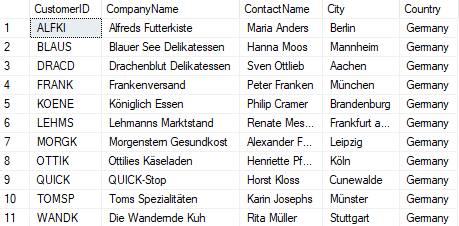 CustomerID CompanyName ContactName City Country
1 ALFKI Alfreds Futterkiste Maria Anders Berlin Germany
2 BLAUS Blauer See Delikatessen Hanna Moos Mannheim Germany
3 DRACD Drachenblut Delikatessen Sven Ottlieb Aachen Germany
4 FRANK Frankenversand Peter Franken München Germany
5 KOENE Königlich Essen Philip Cramer Brandenburg Germany
6 LEHMS Lehmanns Marktstand Renate Mes... Frankfurt a... Germany
7 MORGK Morgenstern Gesundkost Alexander F... Leipzig Germany
8 OTTIK Ottilies Käseladen Henriette Pf... Köln Germany
9 QUICK QUICK-Stop Horst Kloss Cunewalde Germany
10 TOMSP Toms Spezialitäten Karin Josephs Münster Germany
11 WANDK Die Wandernde Kuh Rita Müller Stuttgart Germany